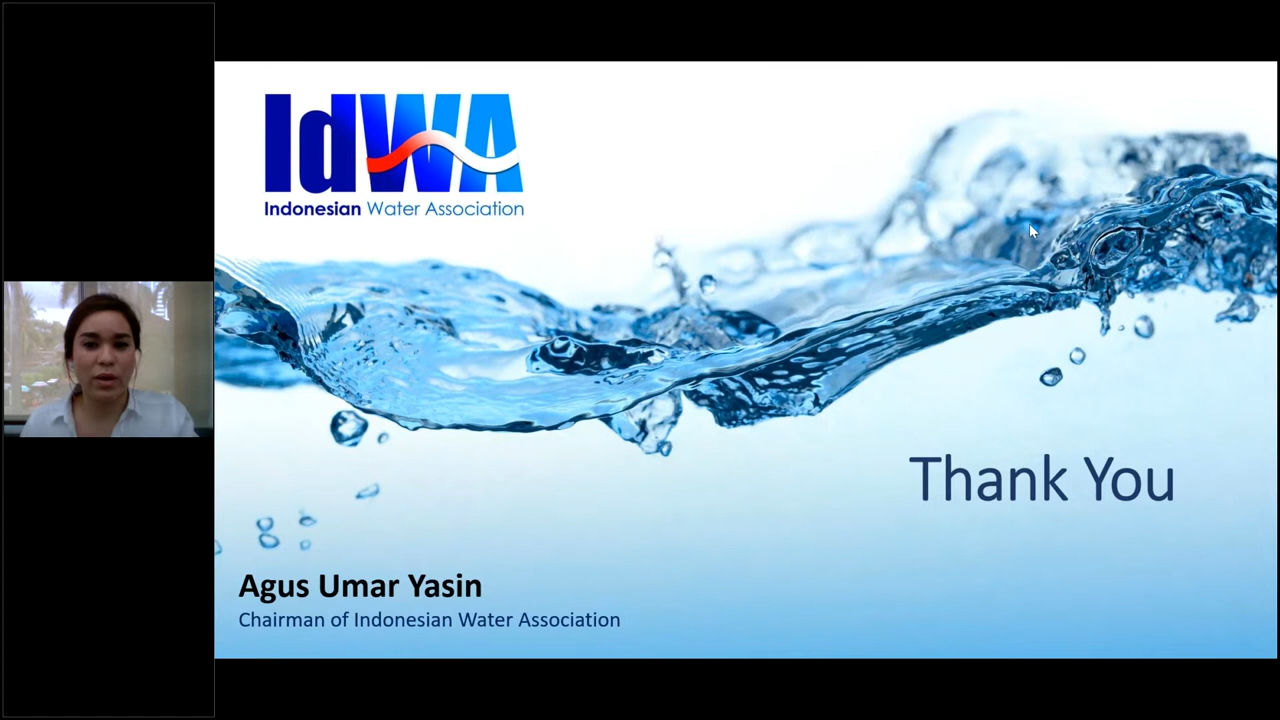 IdWA
Indonesian Water Association
Thank You
Agus Umar Yasin
Chairman of Indonesian Water Association